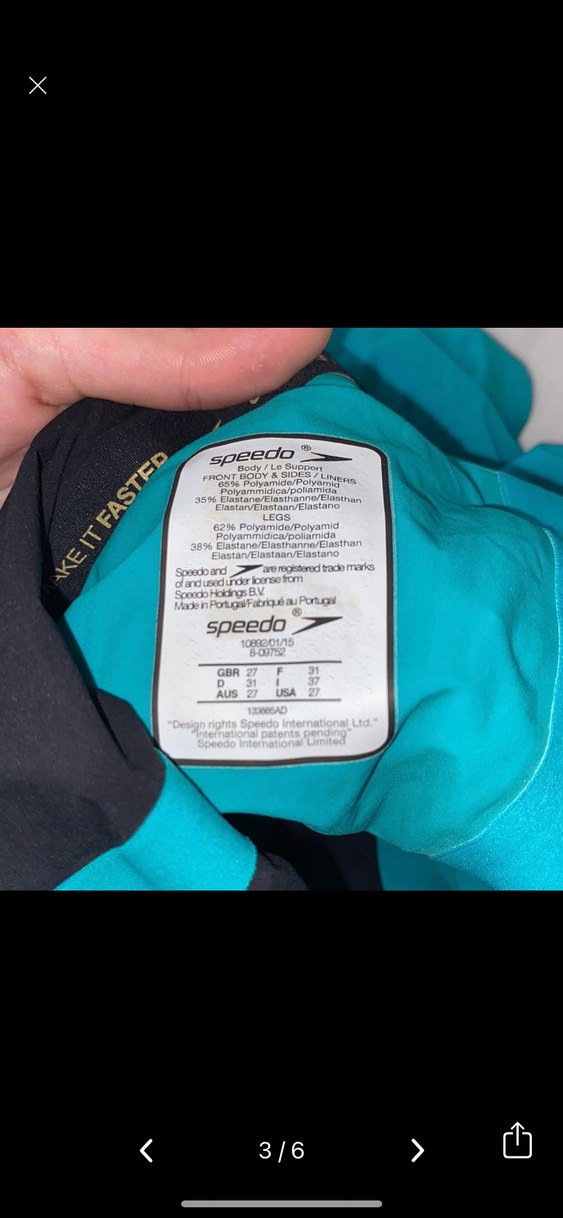 AKE IT FASTER
speedo®
Body / Le Support
FRONT BODY & SIDES / LINERS
65% Polyamide/Polyamid
Polyammidica/poliamida
35% Elastane/Elasthanne/Elasthan
Elastan/Elastaan/Elastano
LEGS
62% Polyamide/Polyamid
Polyammidica/poliamida
38% Elastane/Elasthanne/Elasthan
Elastan/Elastaan/Elastano
Speedo and are registered trade marks
of and used under license from
Speedo Holdings B.V.
Made in Portugal/Fabriqué au Portugal
speedo®
10892/01/15
8-09752
GBR 27 F 31
D 31 I 37
AUS 27 USA 27
133885AD
"Design rights Speedo International Ltd."
"International patents pending"
Speedo International Limited
3 / 6